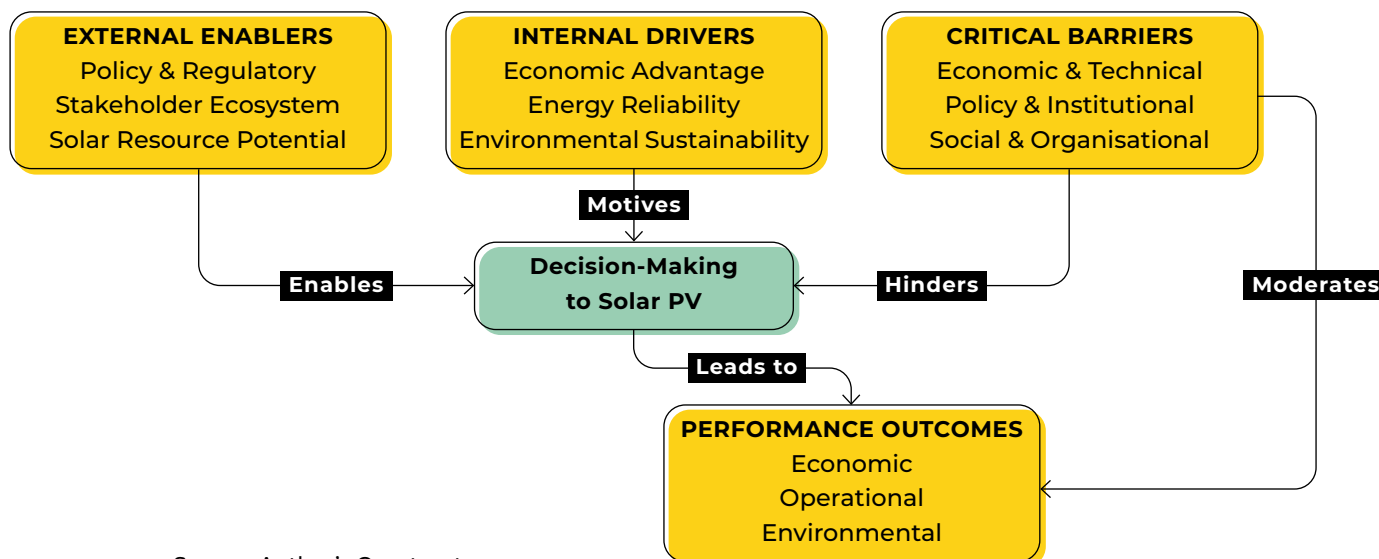 EXTERNAL ENABLERS
Policy & Regulatory
Stakeholder Ecosystem
Solar Resource Potential
INTERNAL DRIVERS
Economic Advantage
Energy Reliability
Environmental Sustainability
CRITICAL BARRIERS
Economic & Technical
Policy & Institutional
Social & Organisational
Motives
Decision-Making
to Solar PV
Enables
Hinders
Moderates
Leads to
PERFORMANCE OUTCOMES
Economic
Operational
Environmental